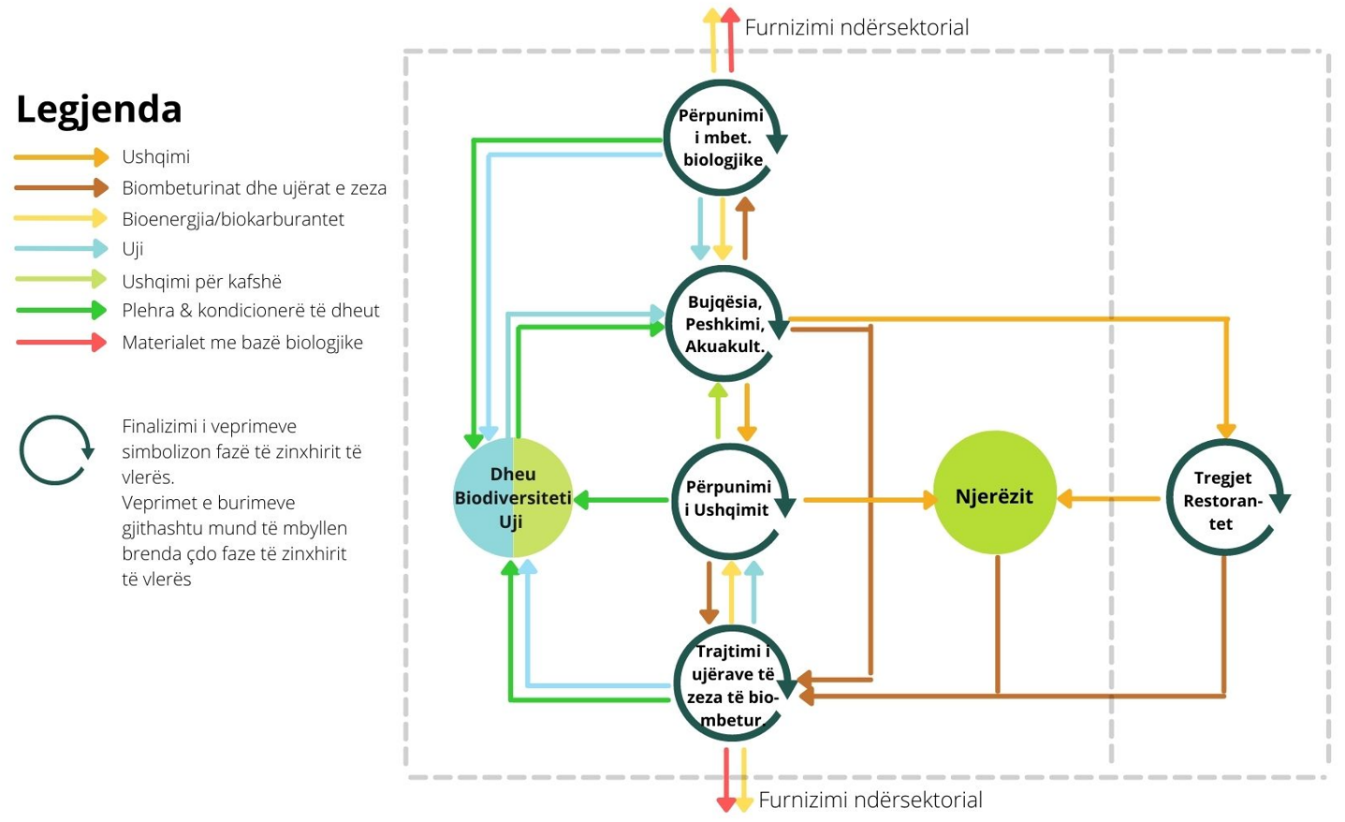 Legjenda
Ushqimi
Biombeturinat dhe ujërat e zeza
Bioenergjia/biokarburantet
Uji
Ushqimi për kafshë
Plehra & kondicionerë të dheut
Materialet me bazë biologjike
Finalizimi i veprimeve
simbolizon fazë të zinxhirit të
vlerës.
Veprimet e burimeve
gjithashtu mund të mbyllen
brenda çdo faze të zinxhirit
të vlerës
Furnizimi ndërsektorial
Përpunimi
i mbet.
biologjike
Bujqësia,
Peshkimi,
Akuakult.
Dheu
Biodiversiteti
Uji
Përpunimi
i Ushqimit
Njerëzit
Tregjet
Restoran-
tet
Trajtimi i
ujërave të
zeza të bio-
mbetur.
Furnizimi ndërsektorial